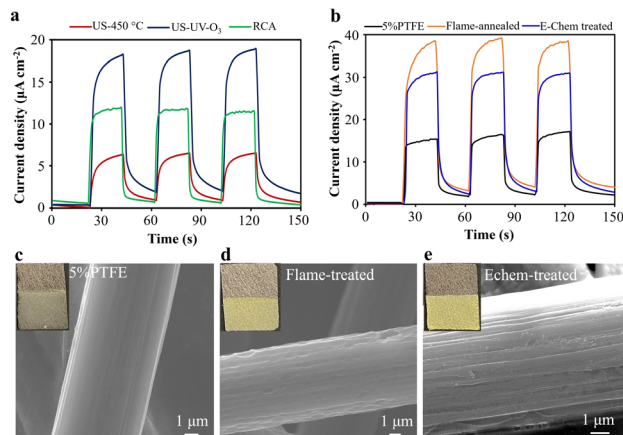 a
US-450 °C US-UV-O₃ RCA
20
15
10
5
0
Current density (µA cm⁻²)
0 30 60 90 120 150
Time (s)
b
5%PTFE Flame-annealed E-Chem treated
40
30
20
10
0
Current density (µA cm⁻²)
0 30 60 90 120 150
Time (s)
c
5%PTFE
1 µm
d
Flame-treated
1 µm
e
Echem-treated
1 µm